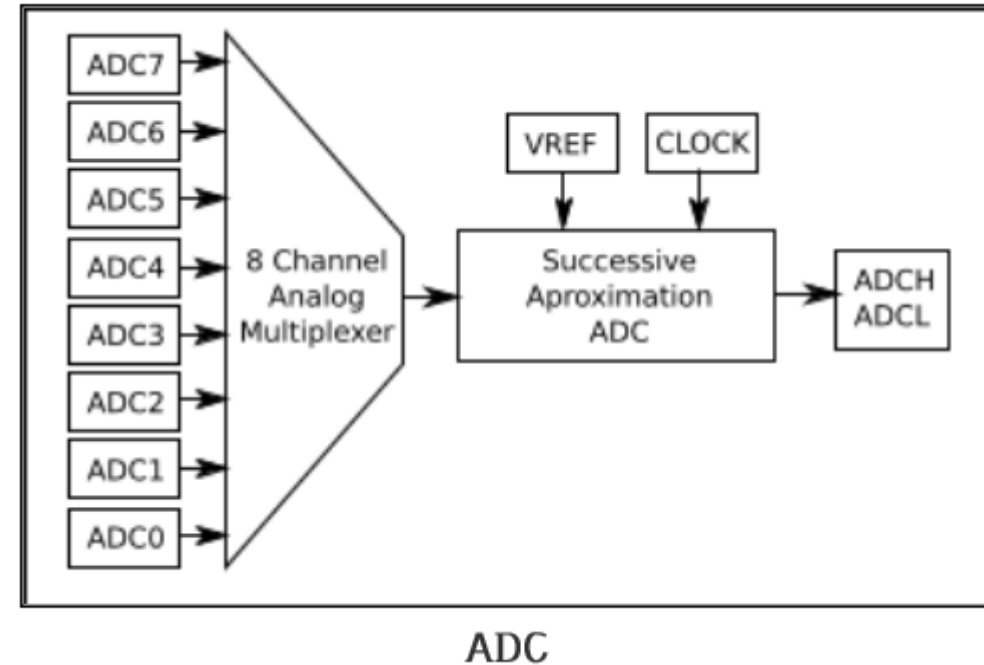 ADC7
ADC6
ADC5
ADC4
ADC3
ADC2
ADC1
ADC0
8 Channel
Analog
Multiplexer
VREF
CLOCK
Successive
Aproximation
ADC
ADCH
ADCL
ADC